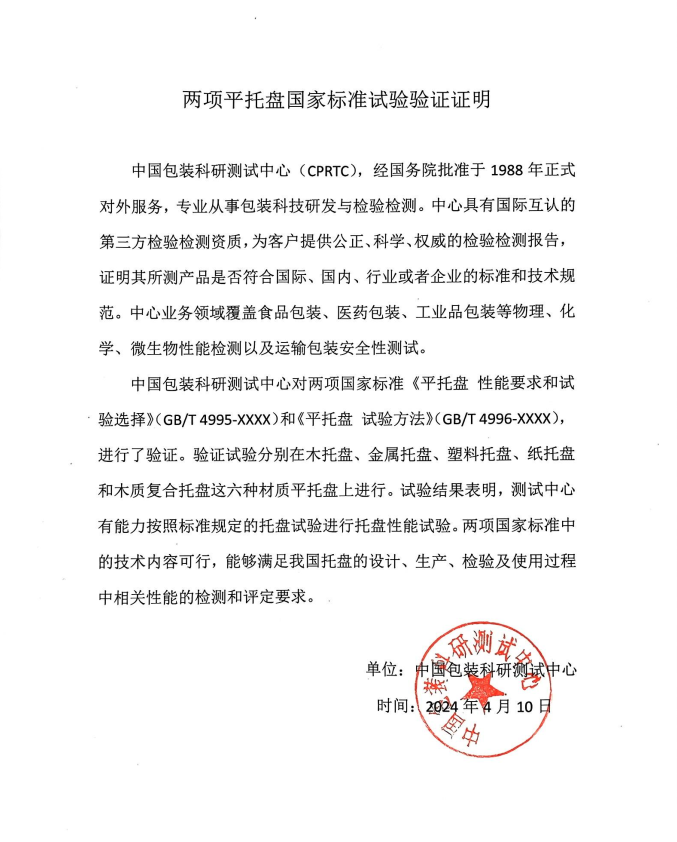 两项平托盘国家标准试验验证证明
中国包装科研测试中心（CPRTC），经国务院批准于 1988 年正式
对外服务，专业从事包装科技研发与检验检测。中心具有国际互认的
第三方检验检测资质，为客户提供公正、科学、权威的检验检测报告，
证明其所测产品是否符合国际、国内、行业或者企业的标准和技术规
范。中心业务领域覆盖食品包装、医药包装、工业品包装等物理、化
学、微生物性能检测以及运输包装安全性测试。
中国包装科研测试中心对两项国家标准《平托盘 性能要求和试
验选择》（GB/T 4995-XXXX）和《平托盘 试验方法》（GB/T 4996-XXXX），
进行了验证。验证试验分别在木托盘、金属托盘、塑料托盘、纸托盘
和木质复合托盘这六种材质平托盘上进行。试验结果表明，测试中心
有能力按照标准规定的托盘试验进行托盘性能试验。两项国家标准中
的技术内容可行，能够满足我国托盘的设计、生产、检验及使用过程
中相关性能的检测和评定要求。
单位：中国包装科研测试中心
时间：2024 年 4 月 10 日
中国包装科研测试中心